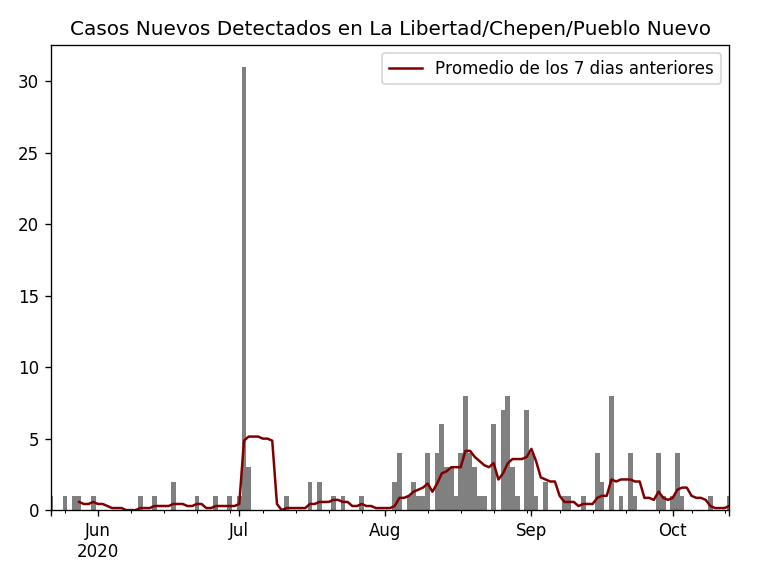 Casos Nuevos Detectados en La Libertad/Chepen/Pueblo Nuevo
Promedio de los 7 dias anteriores
30
25
20
15
10
5
0
Jun Jul Aug Sep Oct
2020